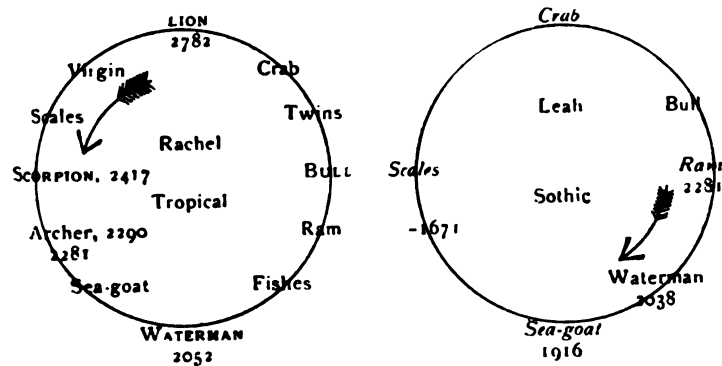 LION
2782
Virgin
Crab
Scales
Twins
Rachel
SCORPION, 2417
BULL
Tropical
Archer, 2290
2281
Ram
Sea-goat
Fishes
WATERMAN
2052
Crab
Leah
Bull
Scales
Ram
2281
Sothic
-1671
Waterman
2038
Sea-goat
1916